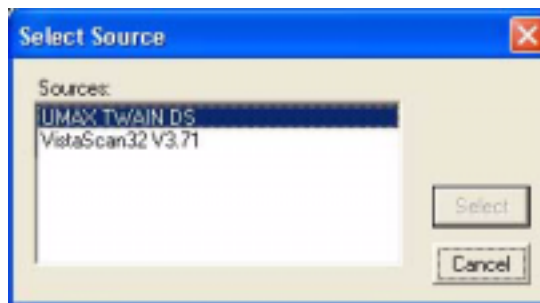 Select Source
Sources:
UMAX TWAIN DS
VistaScan32 V3.71
Select
Cancel